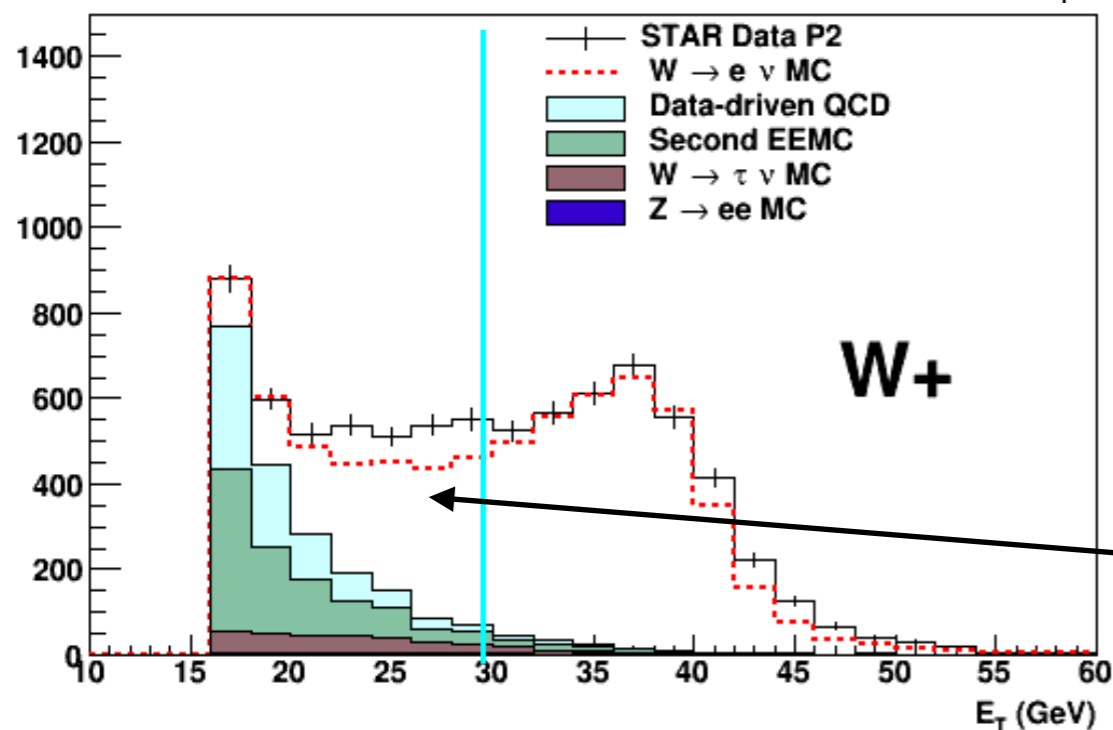 STAR Data P2
W → e ν MC
Data-driven QCD
Second EEMC
W → τ ν MC
Z → ee MC
W+
1400
1200
1000
800
600
400
200
0
10 15 20 25 30 35 40 45 50 55 60
E_T (GeV)